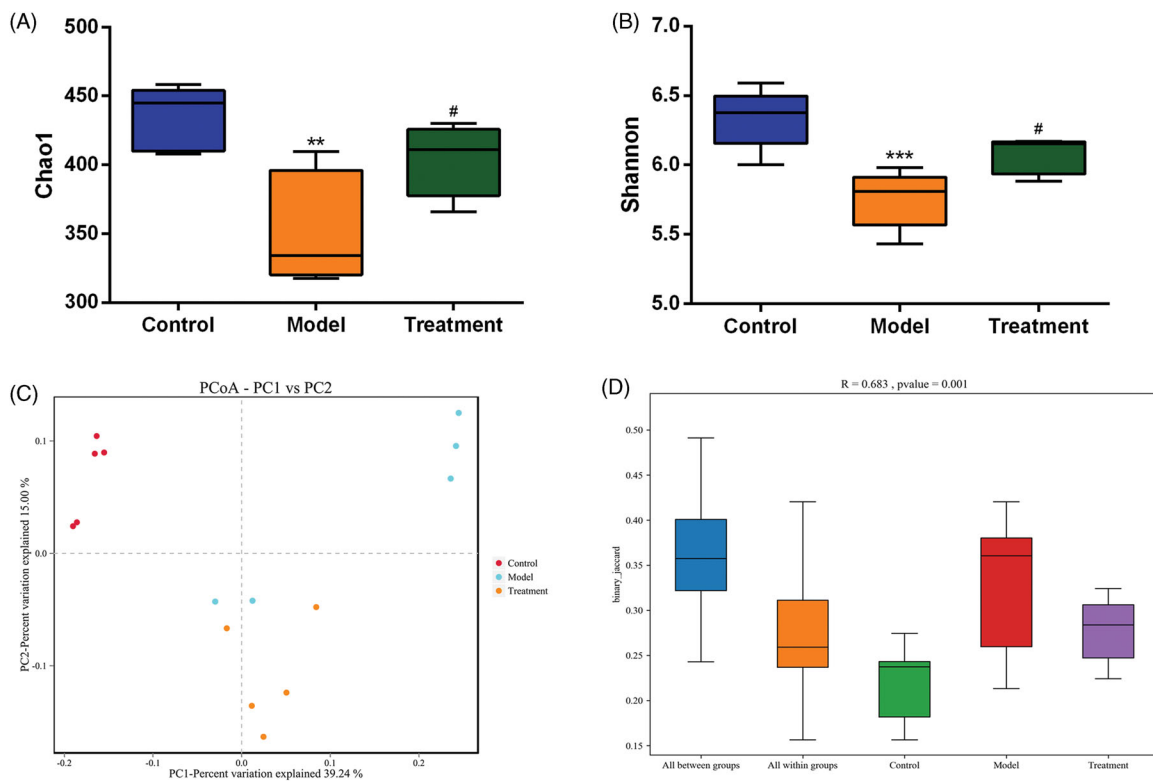 (A)
500
450
400
350
300
Chao1
**
#
Control Model Treatment
(B)
7.0
6.5
6.0
5.5
5.0
Shannon
***
#
Control Model Treatment
(C)
PCoA - PC1 vs PC2
0.1
0.0
-0.1
PC2-Percent variation explained 15.00 %
-0.2 -0.1 0.0 0.1 0.2
PC1-Percent variation explained 39.24 %
Control
Model
Treatment
(D)
R = 0.683 , pvalue = 0.001
0.50
0.45
0.40
0.35
0.30
0.25
0.20
0.15
binary_jaccard
All between groups All within groups Control Model Treatment